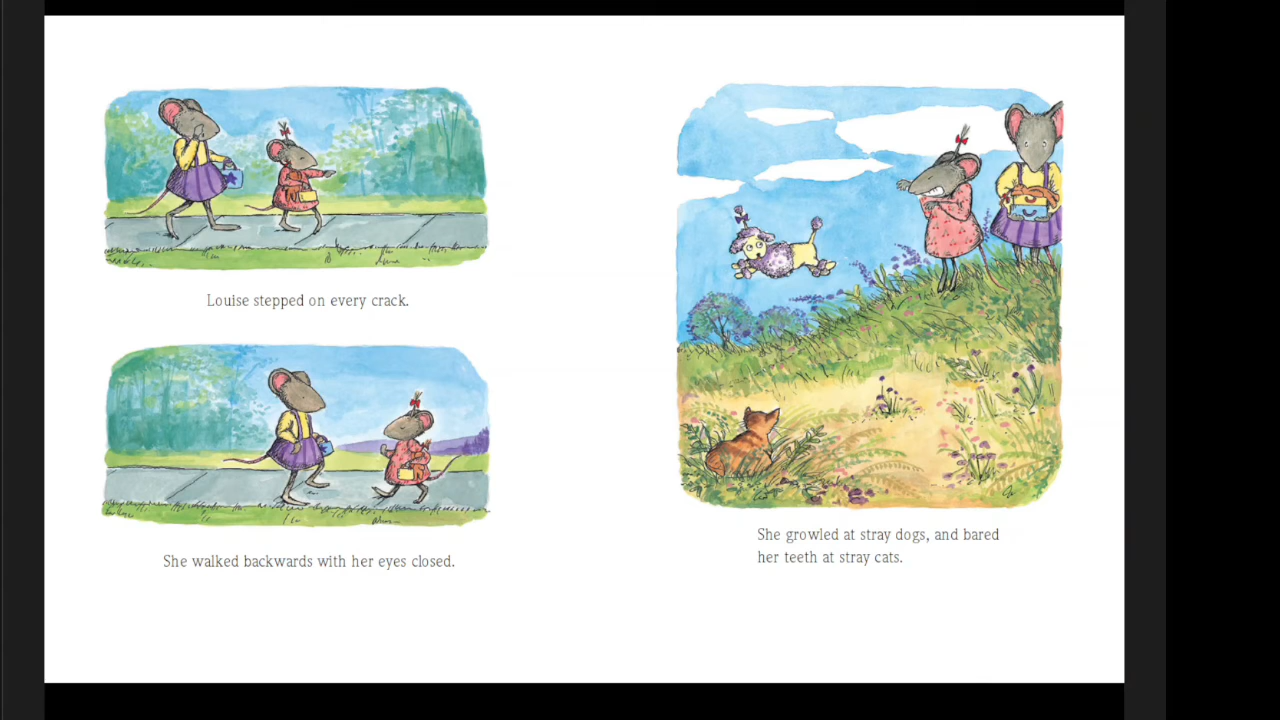 Louise stepped on every crack.
She walked backwards with her eyes closed.
She growled at stray dogs, and bared
her teeth at stray cats.